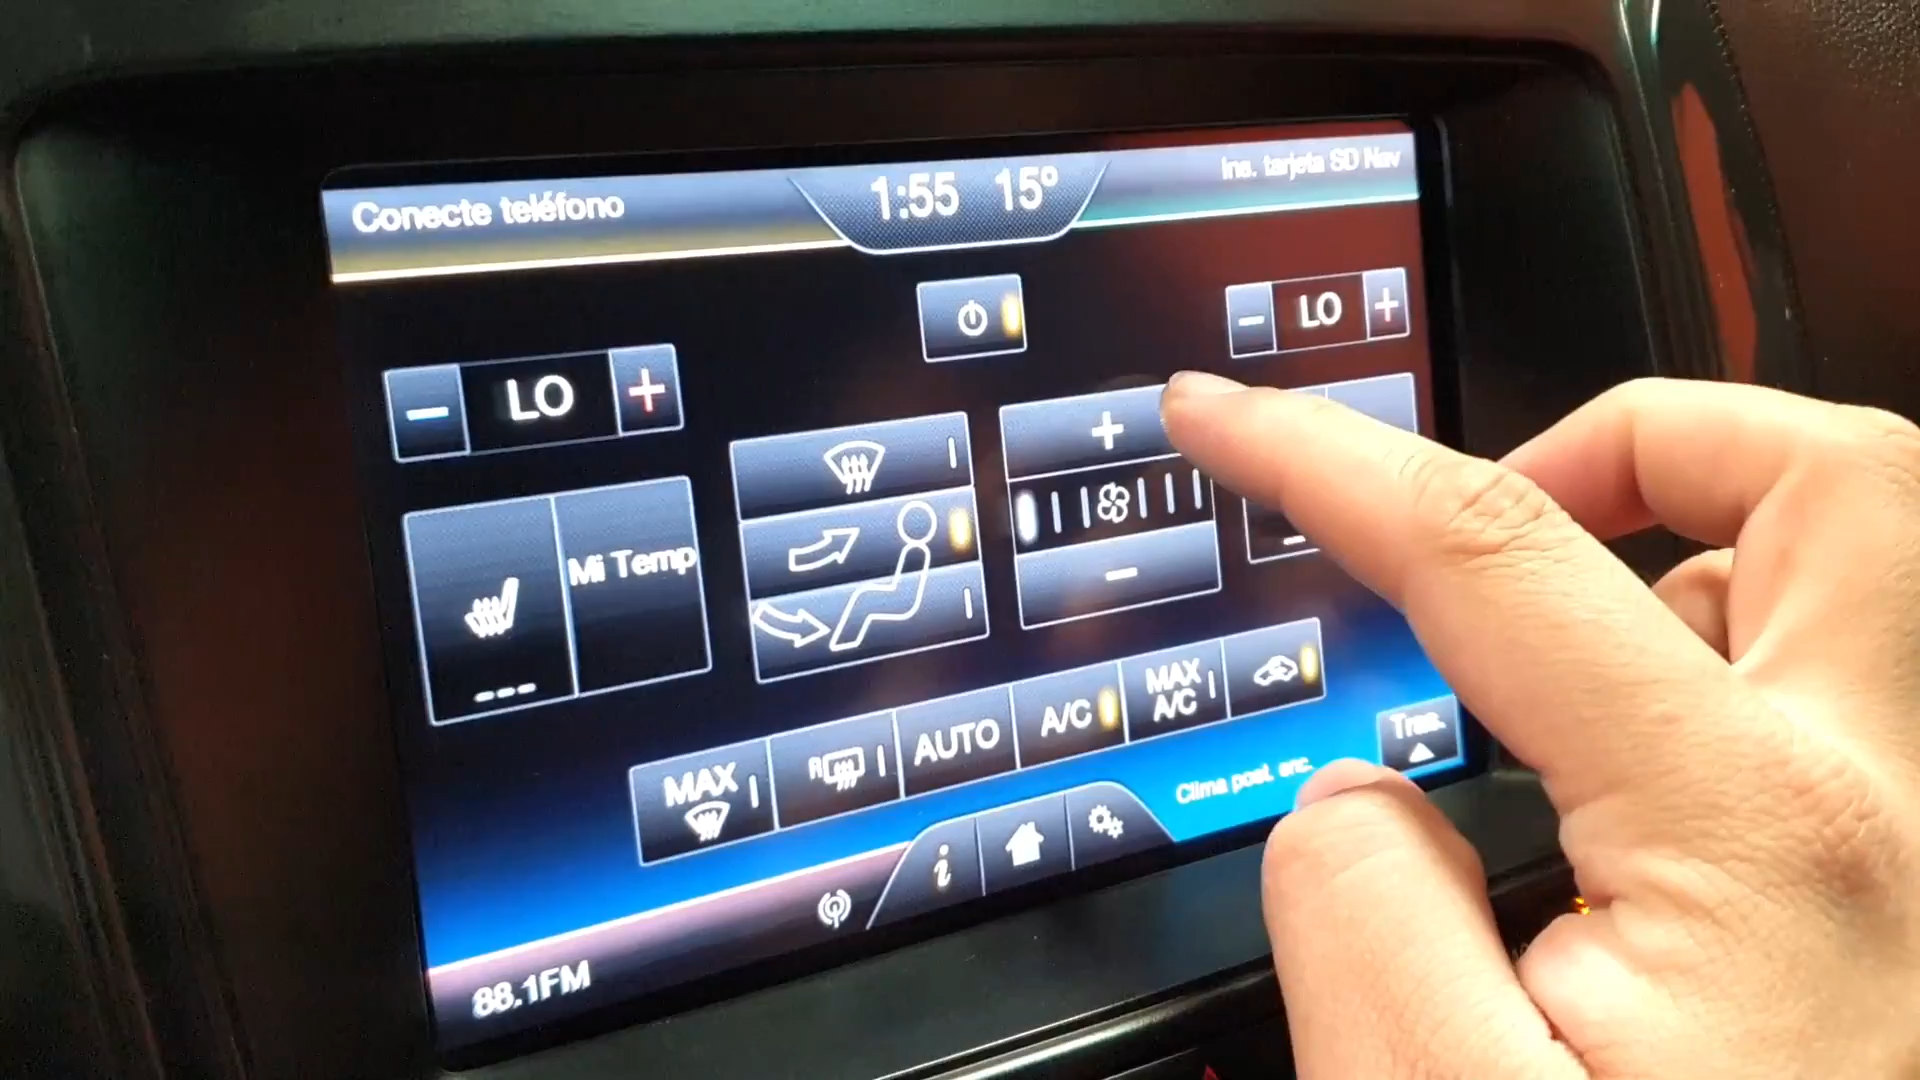 Conecte teléfono
1:55 15°
Ins. tarjeta SD Nav
LO
LO
Mi Temp
MAX
R
AUTO
A/C
MAX
A/C
Clima post. enc.
Tras.
i
88.1FM